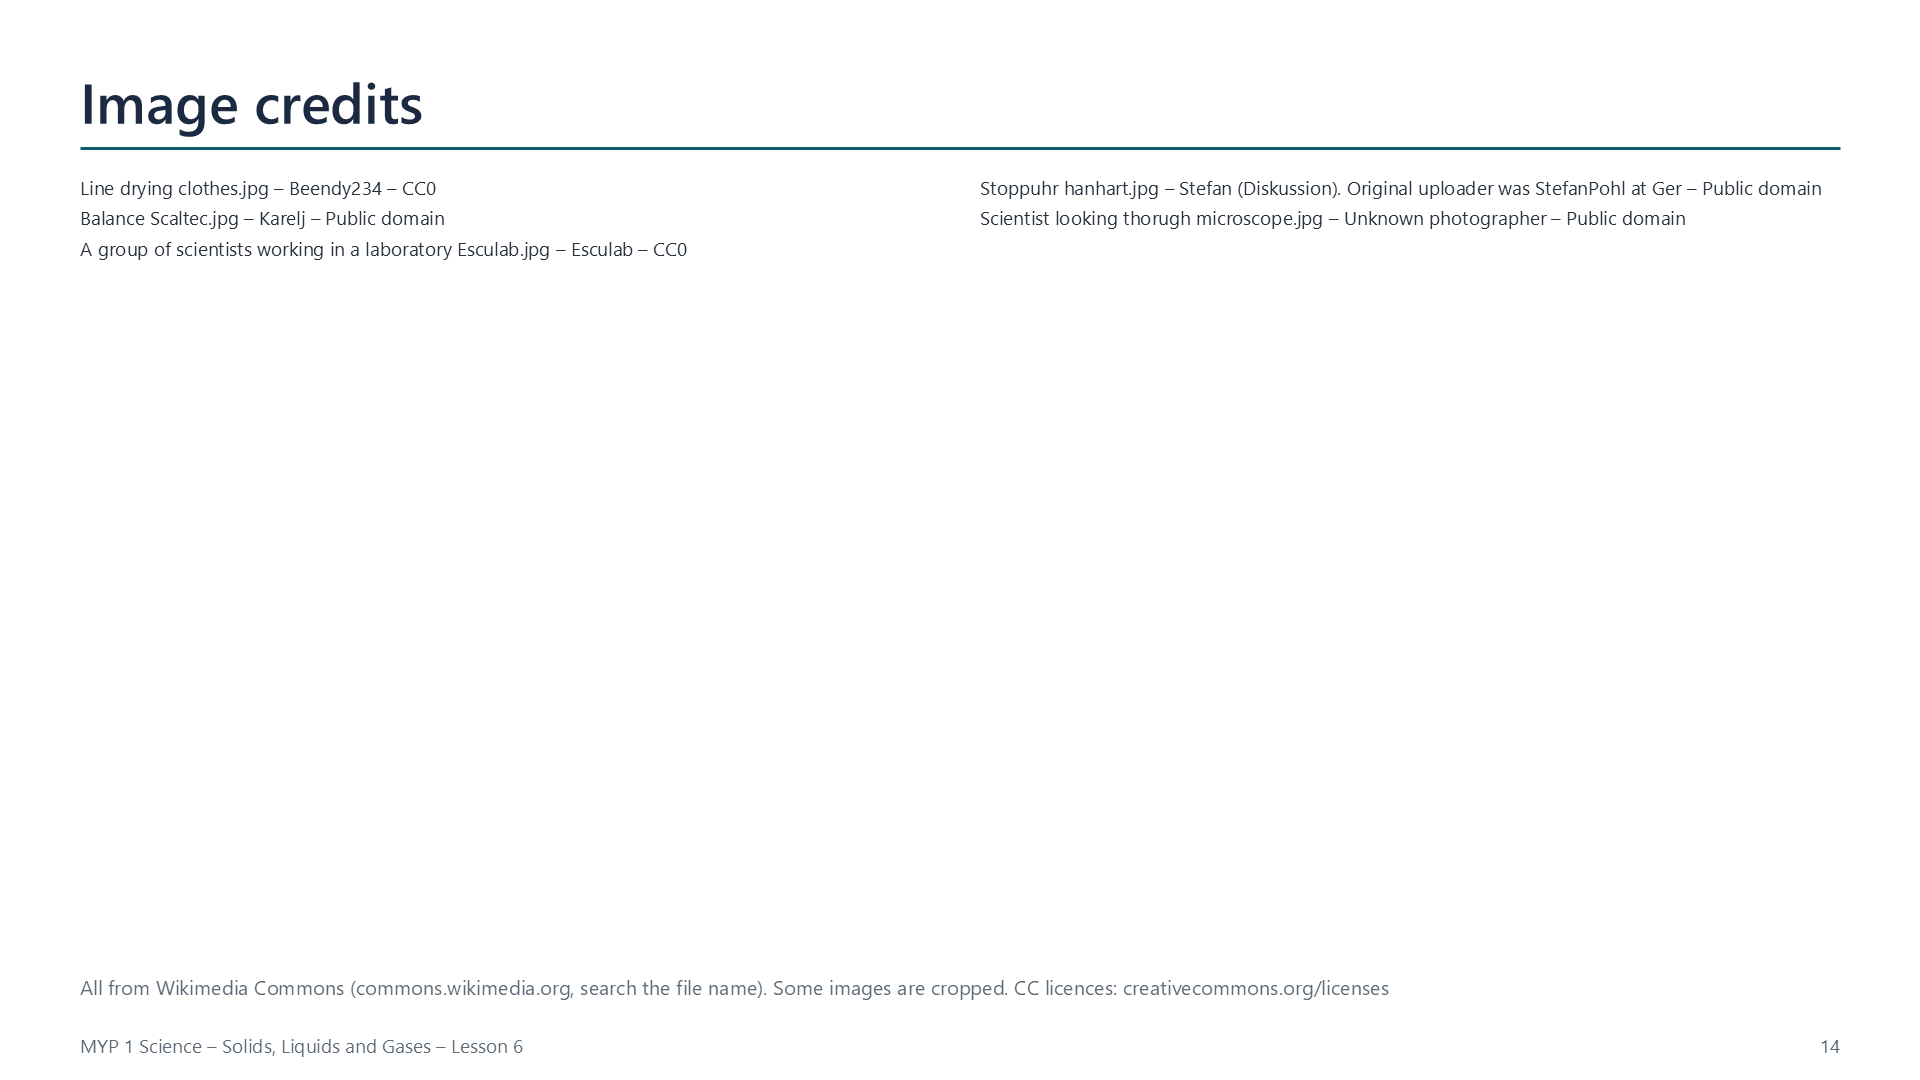 Image credits
Line drying clothes.jpg – Beendy234 – CC0
Balance Scaltec.jpg – Karelj – Public domain
A group of scientists working in a laboratory Esculab.jpg – Esculab – CC0
Stoppuhr hanhart.jpg – Stefan (Diskussion). Original uploader was StefanPohl at Ger – Public domain
Scientist looking thorugh microscope.jpg – Unknown photographer – Public domain
All from Wikimedia Commons (commons.wikimedia.org, search the file name). Some images are cropped. CC licences: creativecommons.org/licenses
MYP 1 Science – Solids, Liquids and Gases – Lesson 6
14